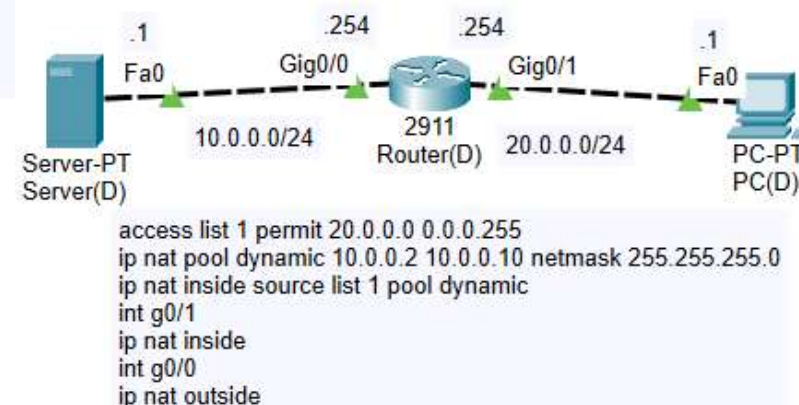 .1
.254
.254
.1
Fa0
Gig0/0
Gig0/1
Fa0
10.0.0.0/24
2911
Router(D)
20.0.0.0/24
Server-PT
Server(D)
PC-PT
PC(D)
access list 1 permit 20.0.0.0 0.0.0.255
ip nat pool dynamic 10.0.0.2 10.0.0.10 netmask 255.255.255.0
ip nat inside source list 1 pool dynamic
int g0/1
ip nat inside
int g0/0
ip nat outside